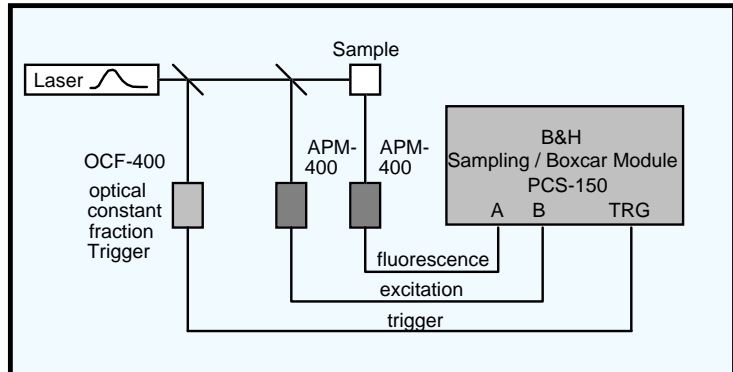 Sample
Laser
OCF-400
optical
constant
fraction
Trigger
APM-
400
APM-
400
B&H
Sampling / Boxcar Module
PCS-150
A B TRG
fluorescence
excitation
trigger